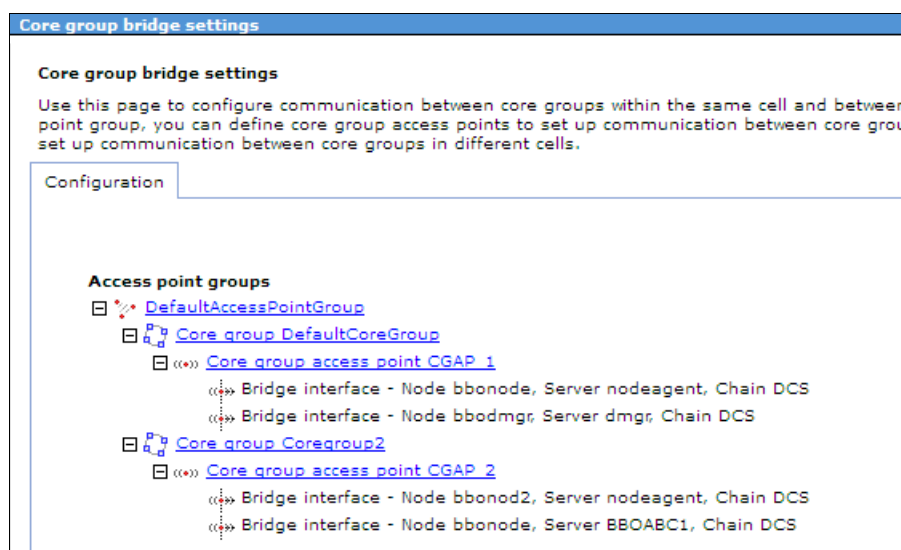 Core group bridge settings
Core group bridge settings
Use this page to configure communication between core groups within the same cell and between
point group, you can define core group access points to set up communication between core grou
set up communication between core groups in different cells.
Configuration
Access point groups
DefaultAccessPointGroup
Core group DefaultCoreGroup
Core group access point CGAP_1
Bridge interface - Node bbonode, Server nodeagent, Chain DCS
Bridge interface - Node bbodmgr, Server dmgr, Chain DCS
Core group Coregroup2
Core group access point CGAP_2
Bridge interface - Node bbonod2, Server nodeagent, Chain DCS
Bridge interface - Node bbonode, Server BBOABC1, Chain DCS